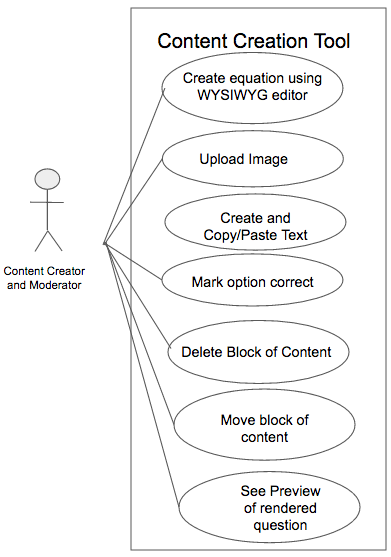 Content Creation Tool
Create equation using
WYSIWYG editor
Upload Image
Create and
Copy/Paste Text
Content Creator
and Moderator
Mark option correct
Delete Block of Content
Move block of
content
See Preview
of rendered
question